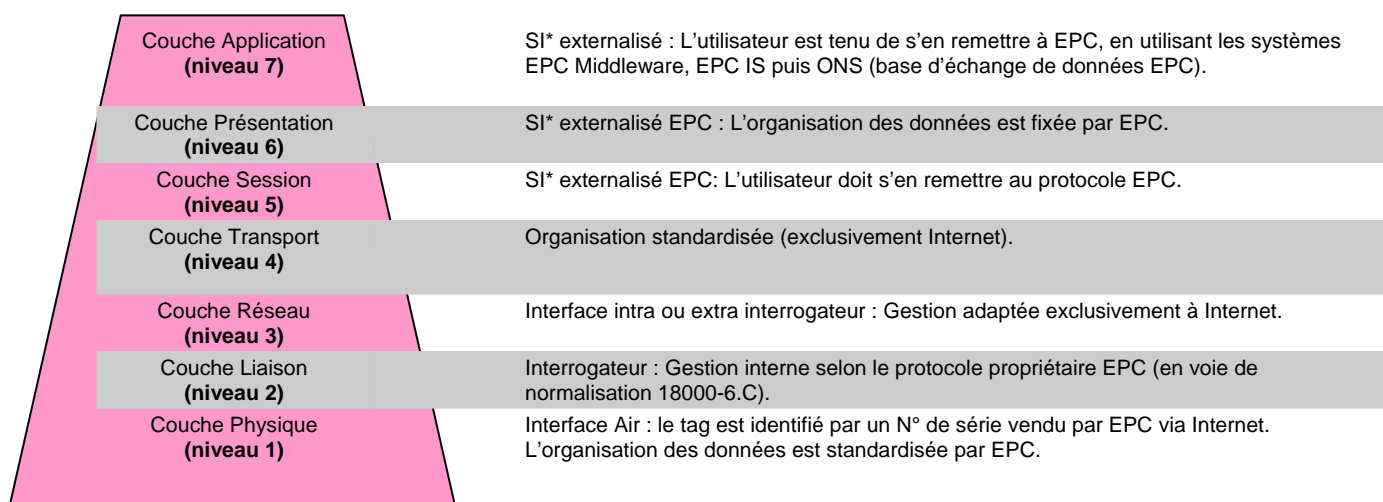 Couche Application
(niveau 7)
SI* externalisé : L’utilisateur est tenu de s’en remettre à EPC, en utilisant les systèmes
EPC Middleware, EPC IS puis ONS (base d’échange de données EPC).
Couche Présentation
(niveau 6)
SI* externalisé EPC : L’organisation des données est fixée par EPC.
Couche Session
(niveau 5)
SI* externalisé EPC: L’utilisateur doit s’en remettre au protocole EPC.
Couche Transport
(niveau 4)
Organisation standardisée (exclusivement Internet).
Couche Réseau
(niveau 3)
Interface intra ou extra interrogateur : Gestion adaptée exclusivement à Internet.
Couche Liaison
(niveau 2)
Interrogateur : Gestion interne selon le protocole propriétaire EPC (en voie de
normalisation 18000-6.C).
Couche Physique
(niveau 1)
Interface Air : le tag est identifié par un N° de série vendu par EPC via Internet.
L’organisation des données est standardisée par EPC.